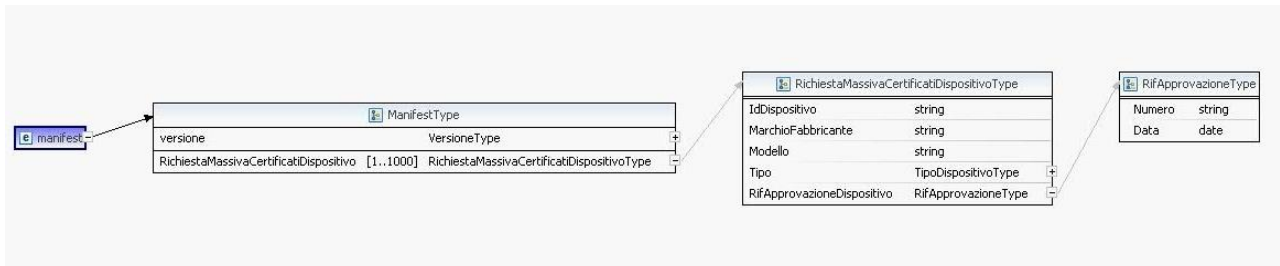 manifest
ManifestType
versione VersioneType
RichiestaMassivaCertificatiDispositivo [1..1000] RichiestaMassivaCertificatiDispositivoType
RichiestaMassivaCertificatiDispositivoType
IdDispositivo string
MarchioFabbricante string
Modello string
Tipo TipoDispositivoType
RifApprovazioneDispositivo RifApprovazioneType
RifApprovazioneType
Numero string
Data date